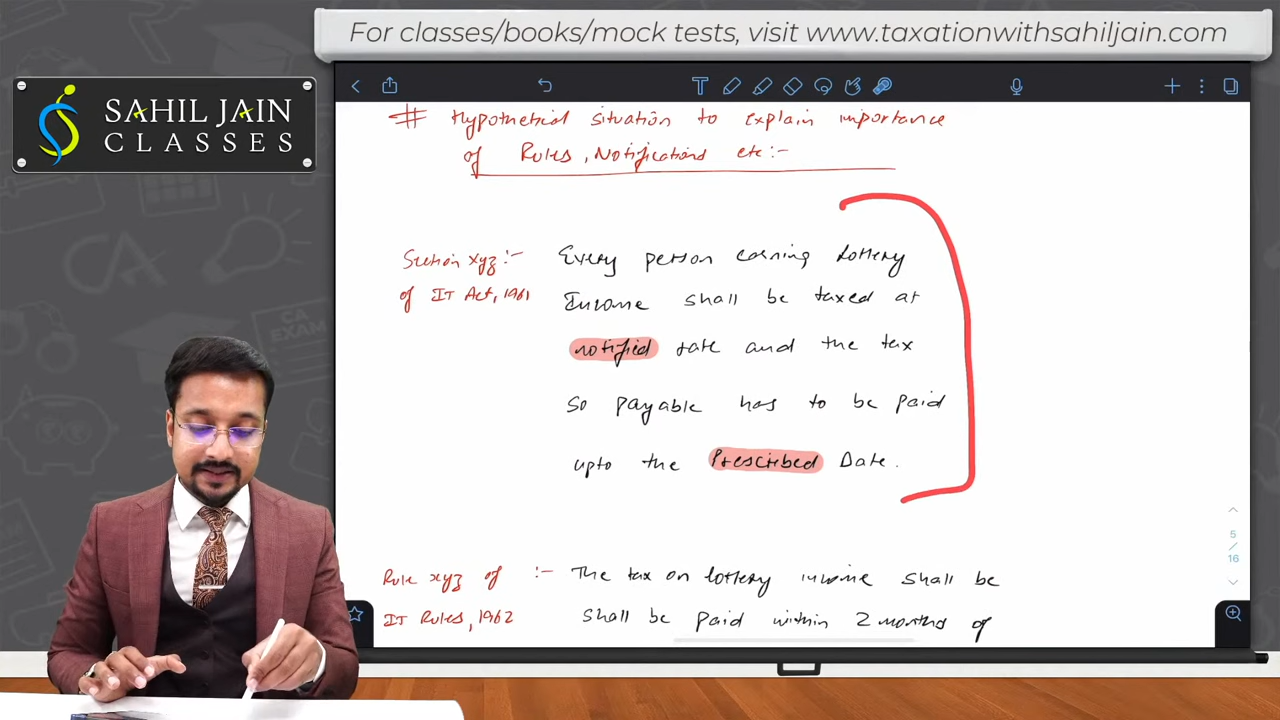 For classes/books/mock tests, visit www.taxationwithsahiljain.com
SAHIL JAIN
CLASSES
# Hypothetical situation to explain importance
of Rules, Notifications etc:-
Section xyz:- Every person earning Lottery
of IT Act, 1961 Income shall be taxed at
notified rate and the tax
so payable has to be paid
upto the Prescribed Date.
Rule xyz of :- The tax on lottery income shall be
IT Rules, 1962 shall be paid within 2 months of
5
/
16